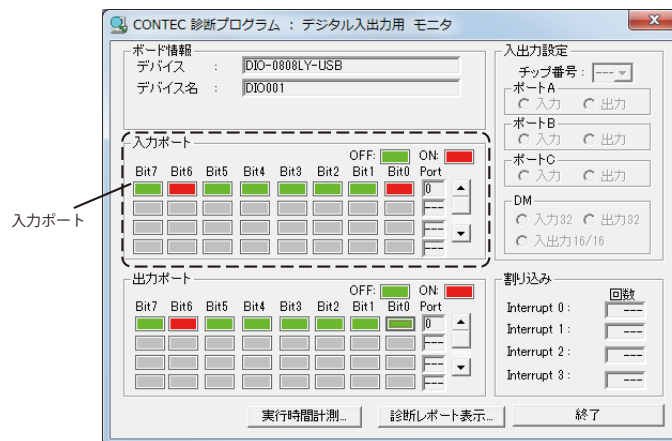 CONTEC 診断プログラム : デジタル入出力用 モニタ
ボード情報
デバイス : DIO-0808LY-USB
デバイス名 : DIO001
入力ポート
OFF: ON:
Bit7 Bit6 Bit5 Bit4 Bit3 Bit2 Bit1 Bit0 Port
0
---
---
---
入力ポート
出力ポート
OFF: ON:
Bit7 Bit6 Bit5 Bit4 Bit3 Bit2 Bit1 Bit0 Port
0
---
---
---
入出力設定
チップ番号 : ---
ポートA
入力 出力
ポートB
入力 出力
ポートC
入力 出力
DM
入力32 出力32
入出力16/16
割り込み
回数
Interrupt 0 : ---
Interrupt 1 : ---
Interrupt 2 : ---
Interrupt 3 : ---
実行時間計測... 診断レポート表示... 終了